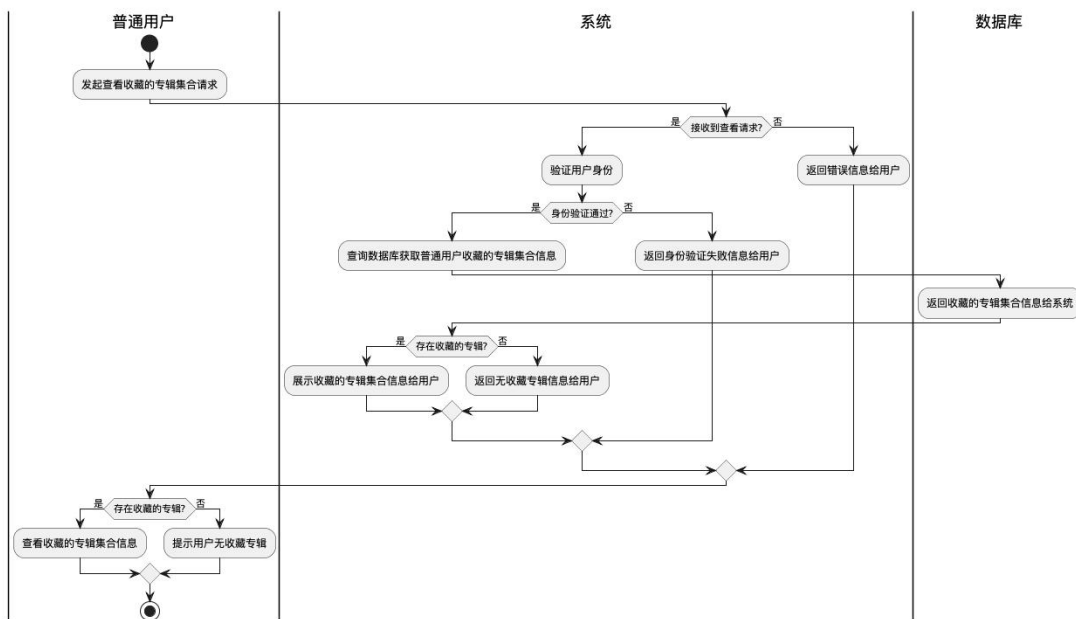 普通用户
系统
数据库
发起查看收藏的专辑集合请求
是
接收到查看请求?
否
验证用户身份
返回错误信息给用户
是
身份验证通过?
否
查询数据库获取普通用户收藏的专辑集合信息
返回身份验证失败信息给用户
返回收藏的专辑集合信息给系统
是
存在收藏的专辑?
否
展示收藏的专辑集合信息给用户
返回无收藏专辑信息给用户
是
存在收藏的专辑?
否
查看收藏的专辑集合信息
提示用户无收藏专辑